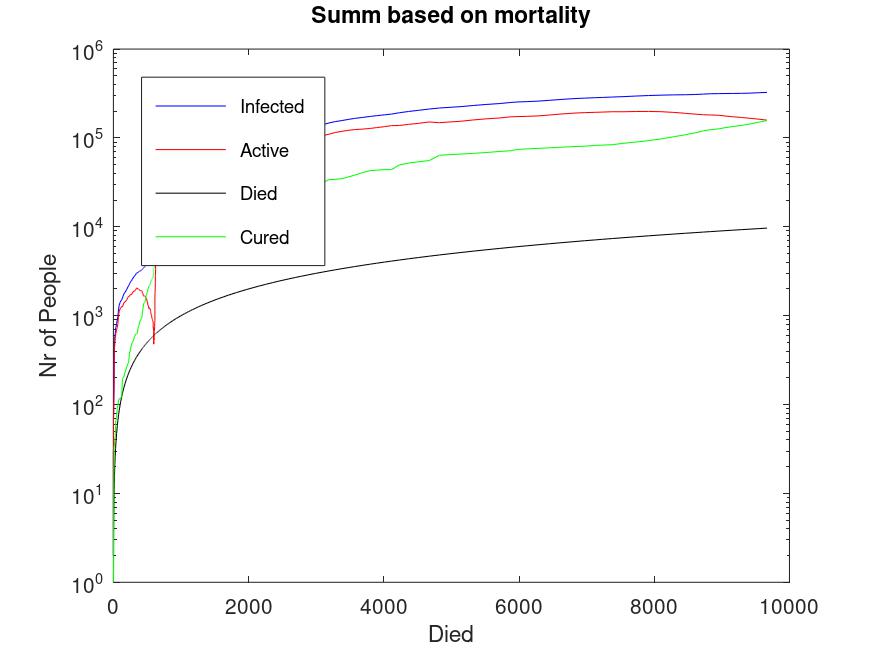 Summ based on mortality
10^6
10^5
10^4
10^3
10^2
10^1
10^0
Nr of People
Infected
Active
Died
Cured
0 2000 4000 6000 8000 10000
Died